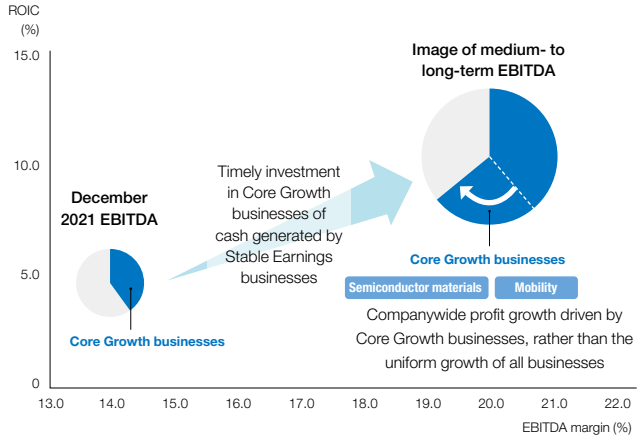 ROIC
(%)
15.0
10.0
5.0
0
13.0
14.0
15.0
16.0
17.0
18.0
19.0
20.0
21.0
22.0
EBITDA margin (%)
December
2021 EBITDA
Core Growth businesses
Timely investment
in Core Growth
businesses of
cash generated by
Stable Earnings
businesses
Image of medium- to
long-term EBITDA
Core Growth businesses
Semiconductor materials
Mobility
Companywide profit growth driven by
Core Growth businesses, rather than the
uniform growth of all businesses